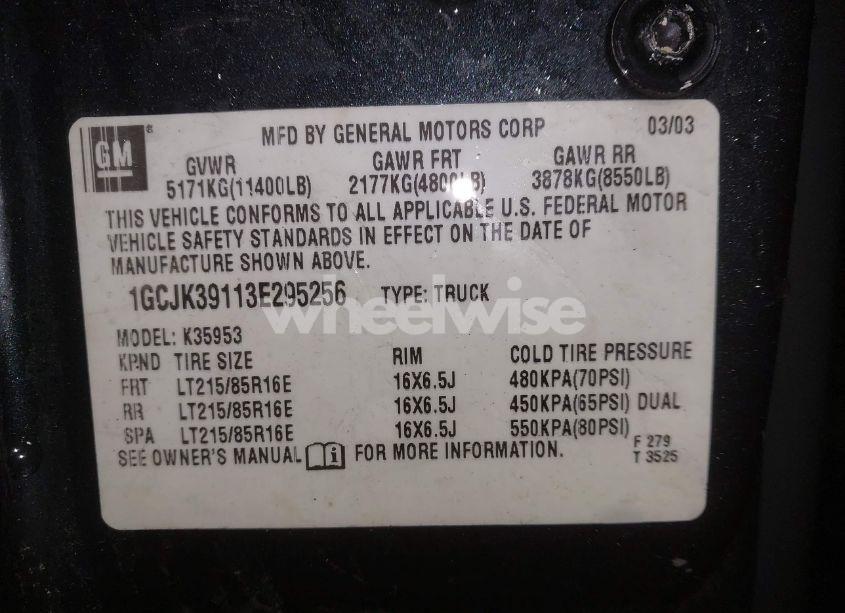 GM ® MFD BY GENERAL MOTORS CORP 03/03
GVWR GAWR FRT GAWR RR
5171KG(11400LB) 2177KG(4800LB) 3878KG(8550LB)
THIS VEHICLE CONFORMS TO ALL APPLICABLE U.S. FEDERAL MOTOR
VEHICLE SAFETY STANDARDS IN EFFECT ON THE DATE OF
MANUFACTURE SHOWN ABOVE.
1GCJK39113E295256 TYPE: TRUCK
wheelwise
MODEL: K35953
KPND TIRE SIZE RIM COLD TIRE PRESSURE
FRT LT215/85R16E 16X6.5J 480KPA(70PSI)
RR LT215/85R16E 16X6.5J 450KPA(65PSI) DUAL
SPA LT215/85R16E 16X6.5J 550KPA(80PSI)
SEE OWNER'S MANUAL i FOR MORE INFORMATION.
F 279
T 3525